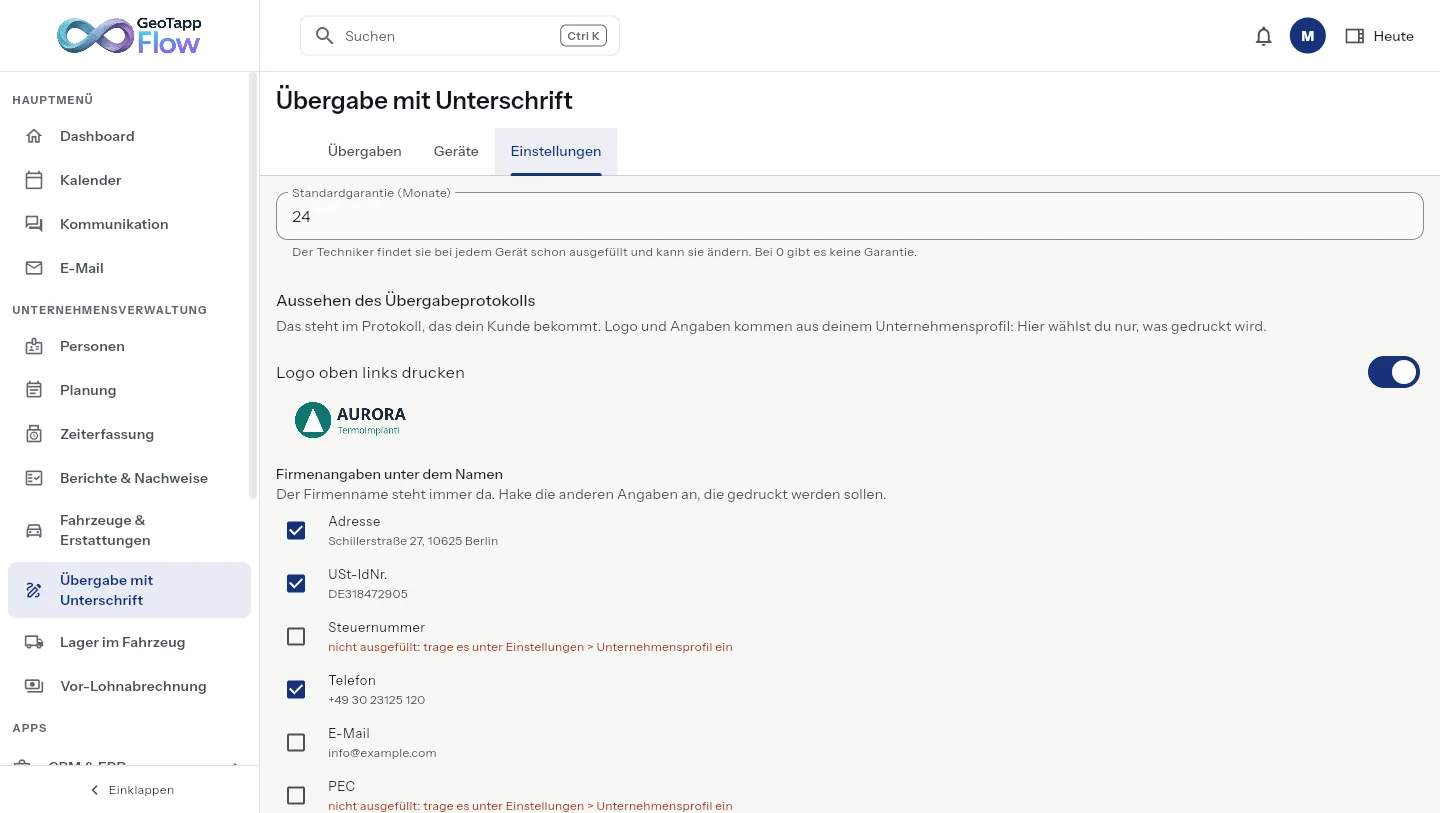 GeoTapp
Flow
Suchen
Ctrl K
M
Heute
HAUPTMENÜ
Dashboard
Kalender
Kommunikation
E-Mail
UNTERNEHMENSVERWALTUNG
Personen
Planung
Zeiterfassung
Berichte & Nachweise
Fahrzeuge &
Erstattungen
Übergabe mit
Unterschrift
Lager im Fahrzeug
Vor-Lohnabrechnung
APPS
CRM & ERP
Einklappen
Übergabe mit Unterschrift
Übergaben
Geräte
Einstellungen
Standardgarantie (Monate)
24
Der Techniker findet sie bei jedem Gerät schon ausgefüllt und kann sie ändern. Bei 0 gibt es keine Garantie.
Aussehen des Übergabeprotokolls
Das steht im Protokoll, das dein Kunde bekommt. Logo und Angaben kommen aus deinem Unternehmensprofil: Hier wählst du nur, was gedruckt wird.
Logo oben links drucken
AURORA
Termoimpianti
Firmenangaben unter dem Namen
Der Firmenname steht immer da. Hake die anderen Angaben an, die gedruckt werden sollen.
Adresse
Schillerstraße 27, 10625 Berlin
USt-IdNr.
DE318472905
Steuernummer
nicht ausgefüllt: trage es unter Einstellungen > Unternehmensprofil ein
Telefon
+49 30 23125 120
E-Mail
info@example.com
PEC
nicht ausgefüllt: trage es unter Einstellungen > Unternehmensprofil ein